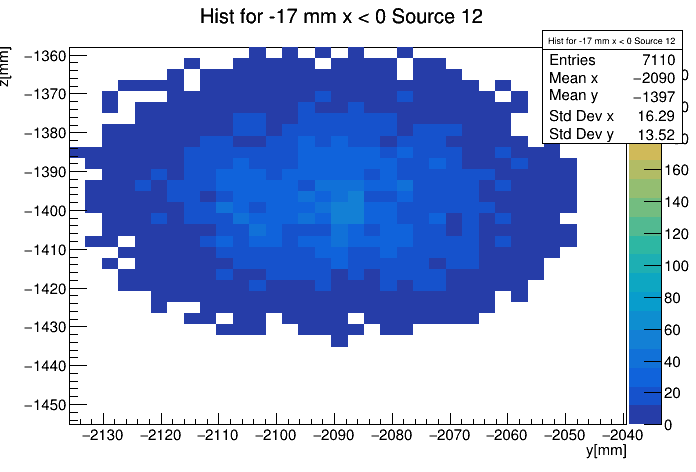 Hist for -17 mm x < 0 Source 12
Hist for -17 mm x < 0 Source 12
Entries 7110
Mean x −2090
Mean y −1397
Std Dev x 16.29
Std Dev y 13.52
z[mm]
−1360
−1370
−1380
−1390
−1400
−1410
−1420
−1430
−1440
−1450
160
140
120
100
80
60
40
20
0
−2130 −2120 −2110 −2100 −2090 −2080 −2070 −2060 −2050 −2040
y[mm]